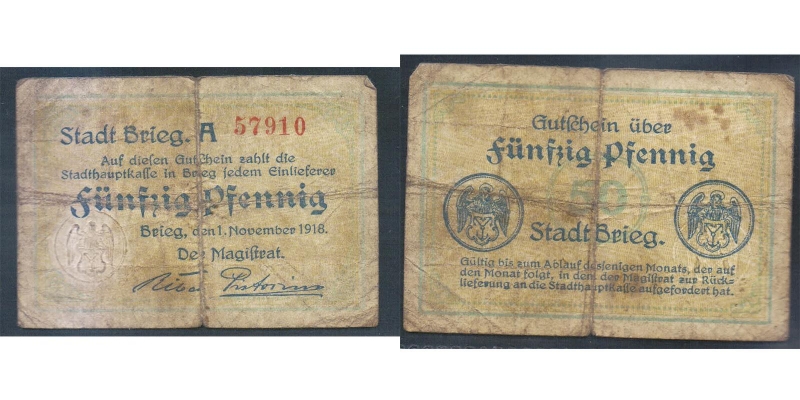 Stadt Brieg. A 57910
Auf diesen Gutschein zahlt die
Stadthauptkasse in Brieg jedem Einlieferer
Fünfzig Pfennig
Brieg, den 1. November 1918.
Der Magistrat.
Gutschein über
Fünfzig Pfennig
50
Stadt Brieg.
Gültig bis zum Ablauf desjenigen Monats, der auf
den Monat folgt, in dem der Magistrat zur Rück-
lieferung an die Stadthauptkasse aufgefordert hat.